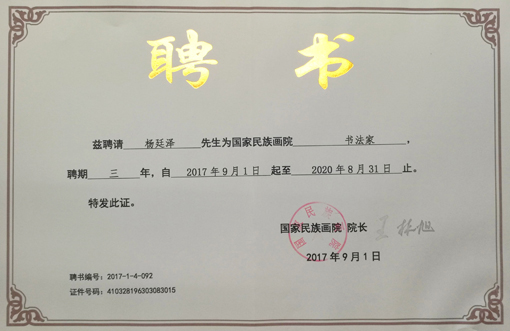 聘书
兹聘请 杨廷泽 先生为国家民族画院 书法家 ，
聘期 三 年，自 2017年9月1日 起至 2020年8月31日 止。
特发此证。
国家民族画院 院长
2017年9月1日
聘书编号：2017-1-4-092
证件号码：410328196303083015